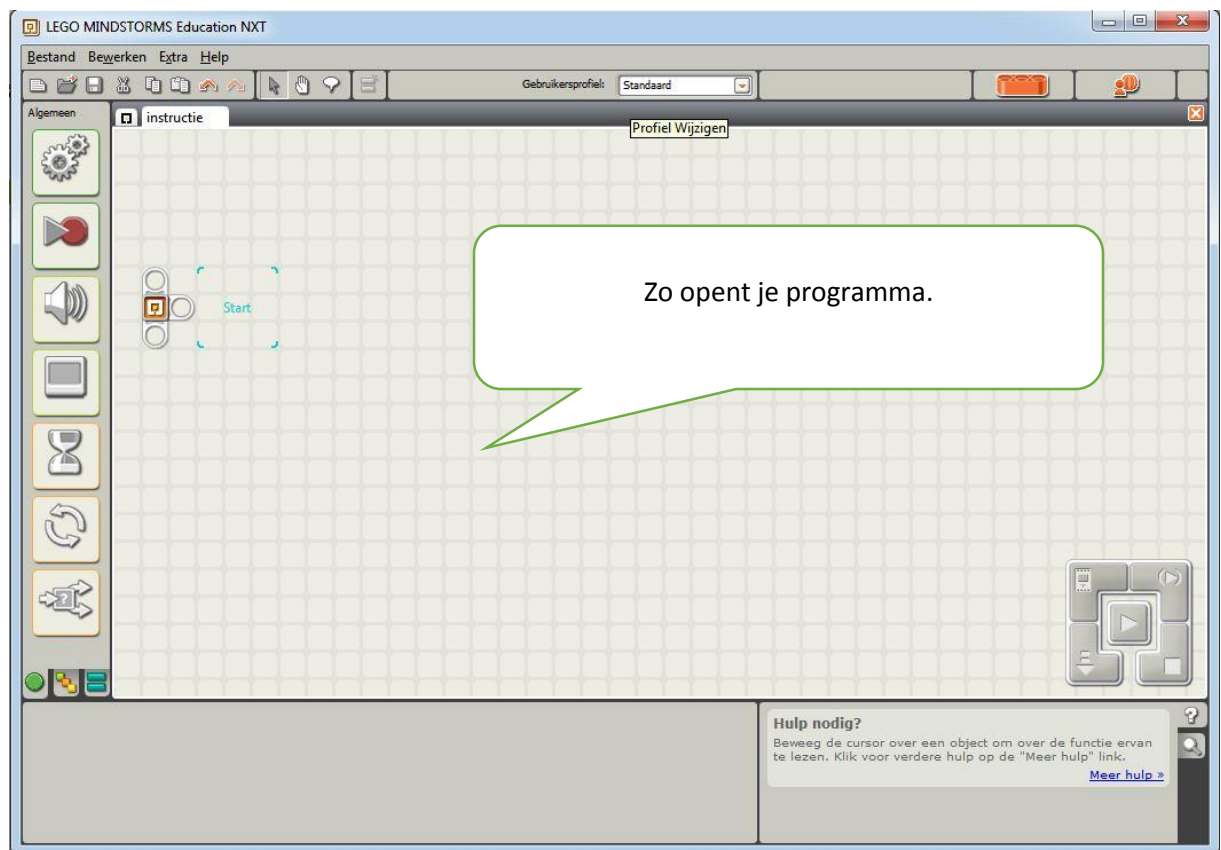 LEGO MINDSTORMS Education NXT
Bestand Bewerken Extra Help
Gebruikersprofiel: Standaard
Algemeen
instructie
Profiel Wijzigen
Zo opent je programma.
Start
Hulp nodig?
Beweeg de cursor over een object om over de functie ervan
te lezen. Klik voor verdere hulp op de "Meer hulp" link.
Meer hulp »